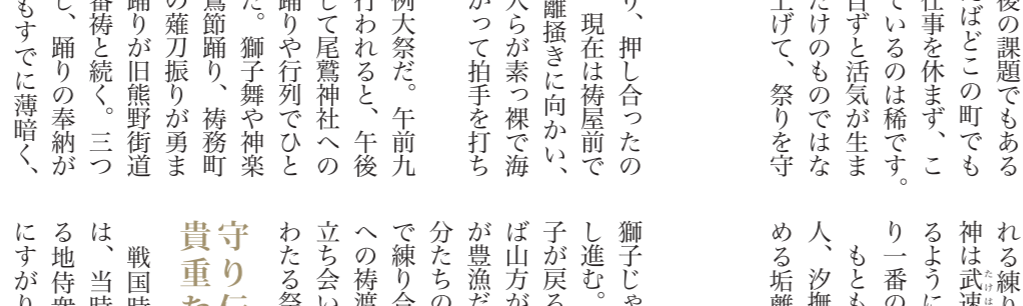 後の課題でもある
ばどこの町でも
仕事を休まず、こ
ているのは稀です。
自ずと活気が生ま
だけのものではな
上げて、祭りを守
り、押し合ったの
現在は祷屋前で
離掻きに向かい、
人らが素っ裸で海
がって拍手を打ち
例大祭だ。午前九
行われると、午後
して尾鷲神社への
踊りや行列でひと
た。獅子舞や神楽
鷲節踊り、祷務町
の薙刀振りが勇ま
踊りが旧熊野街道
番祷と続く。三つ
し、踊りの奉納が
もすでに薄暗く、
れる練り
神は武速
るように
り一番の
もとも
人、汐撫
める垢離
獅子じゃ
し進む。
子が戻る
ば山方が
が豊漁だ
分たちの
で練り合
への祷渡
立ち会い
わたる祭
守り伝
貴重な
戦国時
は、当時
る地侍衆
にすがり